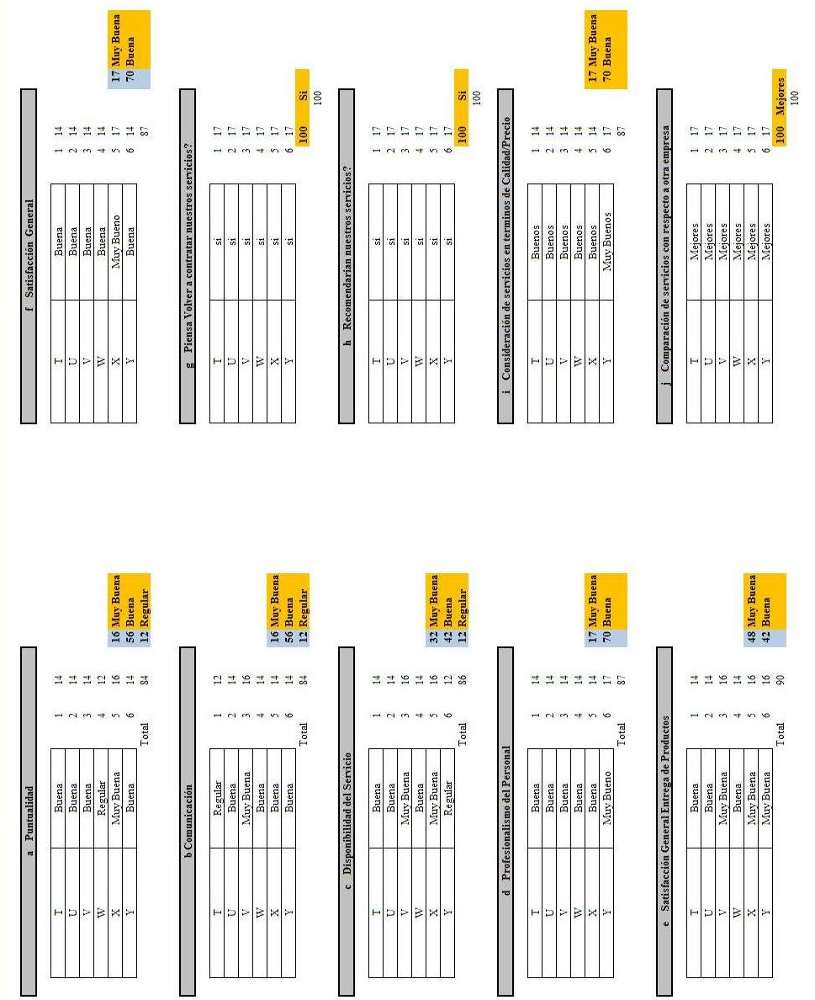 a Puntualidad
T Buena 1 14
U Buena 2 14
V Buena 3 14
W Regular 4 12
X Muy Buena 5 16 16 Muy Buena
Y Buena 6 14 56 Buena
Total 84 12 Regular
b Comunicación
T Regular 1 12
U Buena 2 14
V Muy Buena 3 16
W Buena 4 14
X Buena 5 14 16 Muy Buena
Y Buena 6 14 56 Buena
Total 84 12 Regular
c Disponibilidad del Servicio
T Buena 1 14
U Buena 2 14
V Muy Buena 3 16
W Buena 4 14
X Muy Buena 5 16 32 Muy Buena
Y Regular 6 12 42 Buena
Total 86 12 Regular
d Profesionalismo del Personal
T Buena 1 14
U Buena 2 14
V Buena 3 14
W Buena 4 14
X Buena 5 14 17 Muy Buena
Y Muy Bueno 6 17 70 Buena
Total 87
e Satisfacción General Entrega de Productos
T Buena 1 14
U Buena 2 14
V Muy Buena 3 16
W Buena 4 14
X Muy Buena 5 16 48 Muy Buena
Y Muy Buena 6 16 42 Buena
Total 90
f Satisfacción General
T Buena 1 14
U Buena 2 14
V Buena 3 14
W Buena 4 14
X Muy Bueno 5 17 17 Muy Buena
Y Buena 6 14 70 Buena
87
g Piensa Volver a contratar nuestros servicios?
T si 1 17
U si 2 17
V si 3 17
W si 4 17
X si 5 17
Y si 6 17
100 Si
100
h Recomendarian nuestros servicios?
T si 1 17
U si 2 17
V si 3 17
W si 4 17
X si 5 17
Y si 6 17
100 Si
100
i Consideración de servicios en terminos de Calidad/Precio
T Buenos 1 14
U Buenos 2 14
V Buenos 3 14
W Buenos 4 14
X Buenos 5 14 17 Muy Buena
Y Muy Buenos 6 17 70 Buena
87
j Comparación de servicios con respecto a otra empresa
T Mejores 1 17
U Mejores 2 17
V Mejores 3 17
W Mejores 4 17
X Mejores 5 17
Y Mejores 6 17
100 Mejores
100